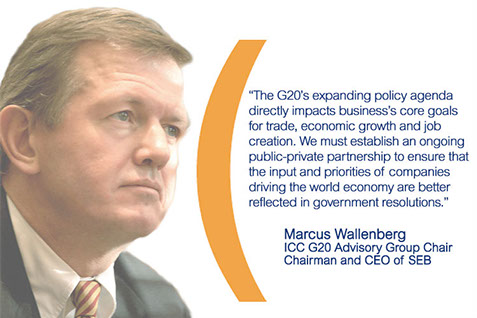 “The G20’s expanding policy agenda
directly impacts business’s core goals
for trade, economic growth and job
creation. We must establish an ongoing
public-private partnership to ensure that
the input and priorities of companies
driving the world economy are better
reflected in government resolutions.”
Marcus Wallenberg
ICC G20 Advisory Group Chair
Chairman and CEO of SEB